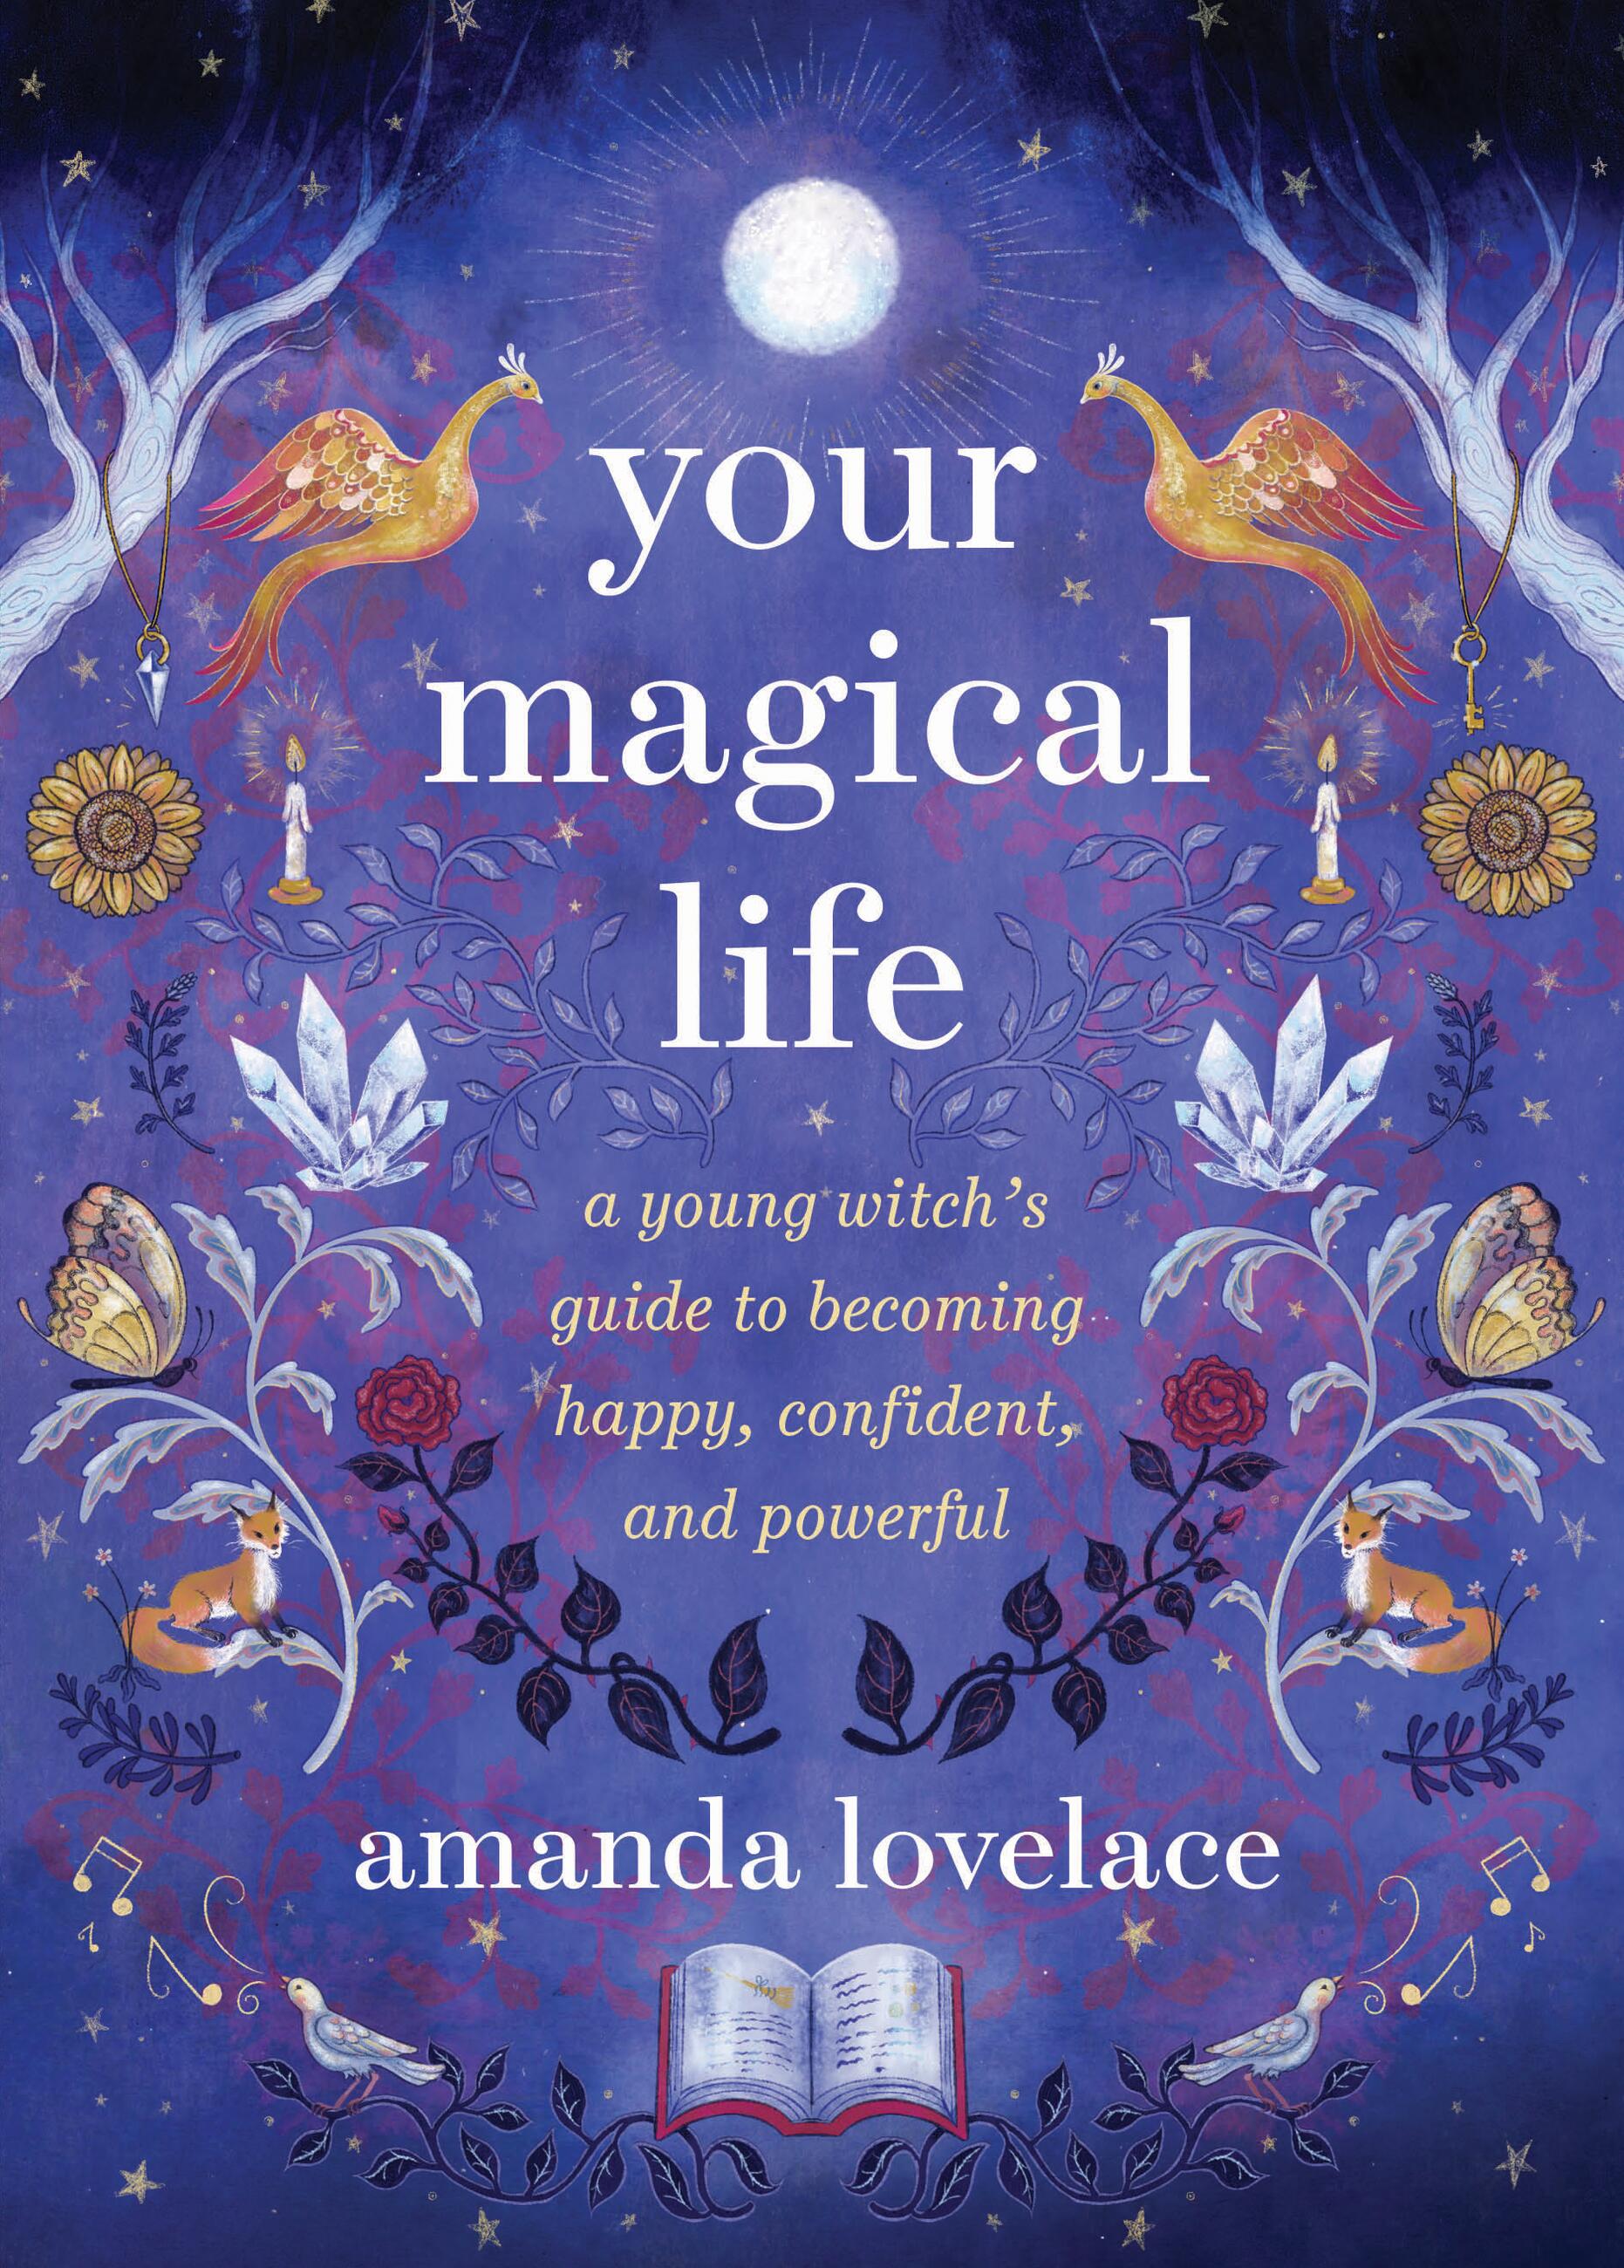 your
magical
life
a young witch’s
guide to becoming
happy, confident,
and powerful
amanda lovelace